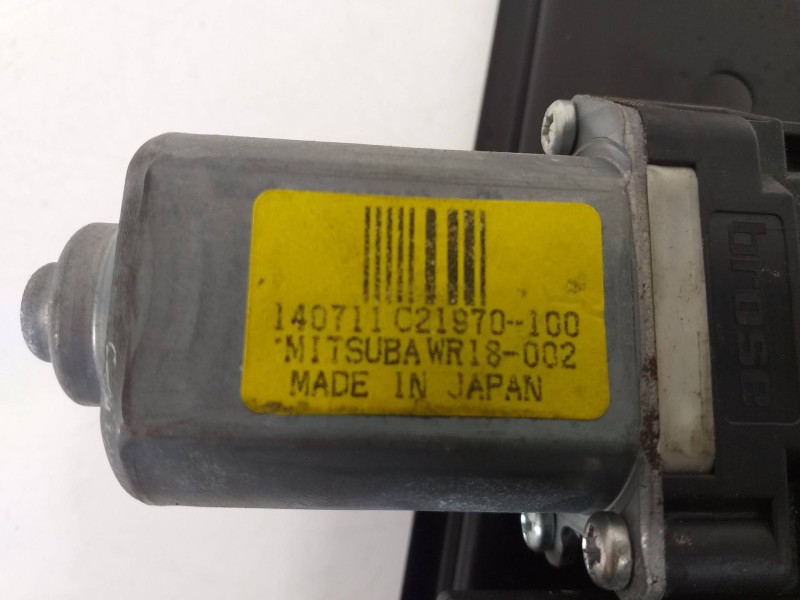 140711 C21970-100
MITSUBA WR18-002
MADE IN JAPAN
brose